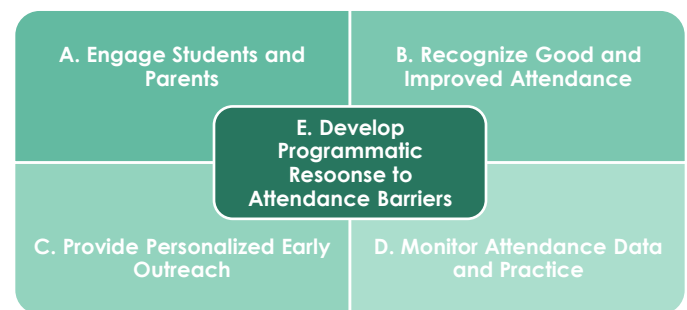 A. Engage Students and
Parents
B. Recognize Good and
Improved Attendance
E. Develop
Programmatic
Resoonse to
Attendance Barriers
C. Provide Personalized Early
Outreach
D. Monitor Attendance Data
and Practice